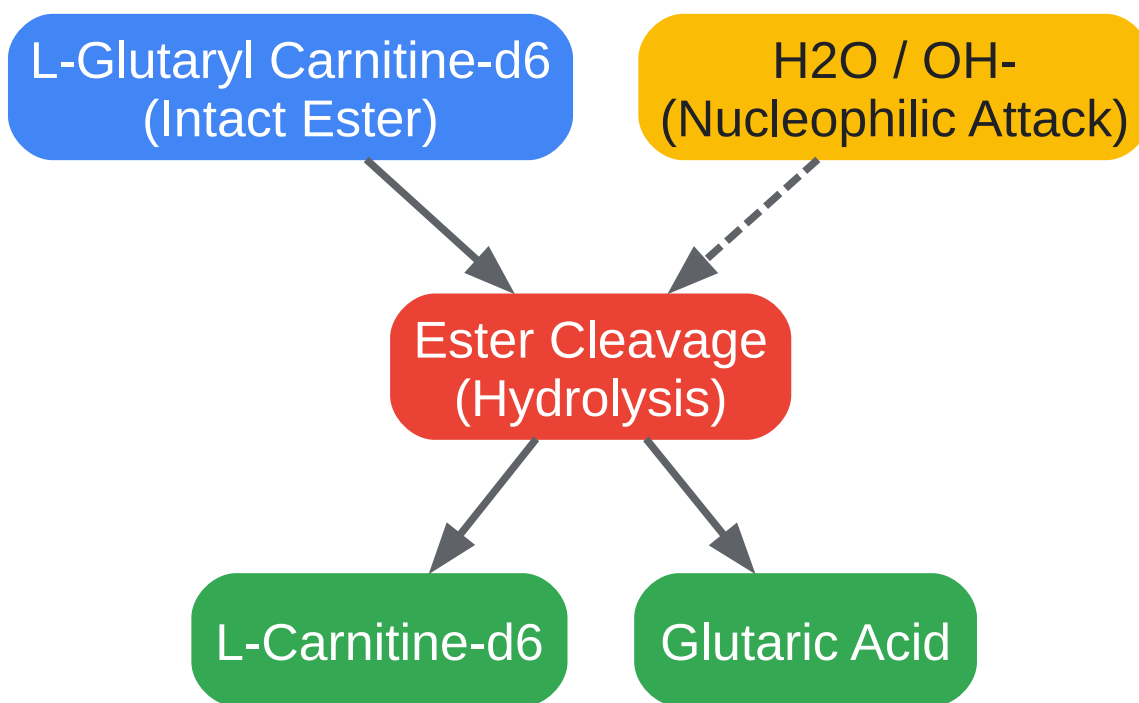 L-Glutaryl Carnitine-d6
(Intact Ester)
H2O / OH-
(Nucleophilic Attack)
Ester Cleavage
(Hydrolysis)
L-Carnitine-d6
Glutaric Acid